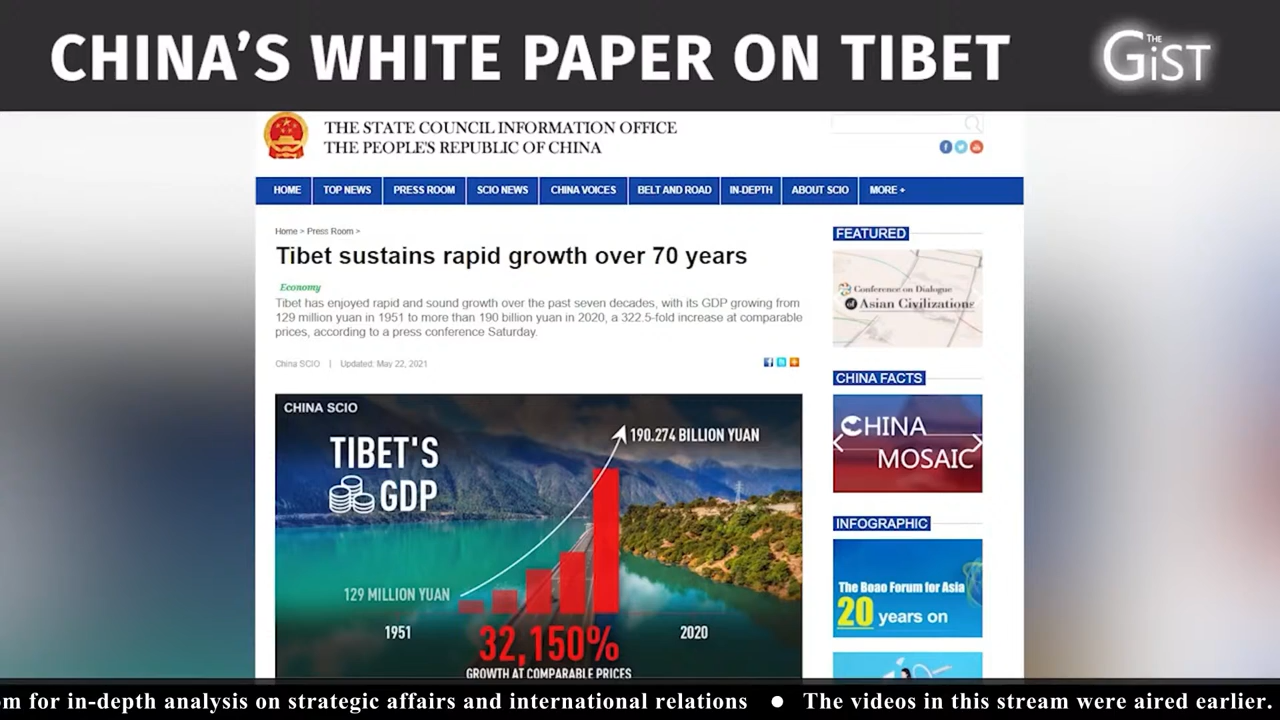 CHINA'S WHITE PAPER ON TIBET
THE GiST
THE STATE COUNCIL INFORMATION OFFICE
THE PEOPLE'S REPUBLIC OF CHINA
HOME TOP NEWS PRESS ROOM SCIO NEWS CHINA VOICES BELT AND ROAD IN-DEPTH ABOUT SCIO MORE +
Home > Press Room >
Tibet sustains rapid growth over 70 years
Economy
Tibet has enjoyed rapid and sound growth over the past seven decades, with its GDP growing from
129 million yuan in 1951 to more than 190 billion yuan in 2020, a 322.5-fold increase at comparable
prices, according to a press conference Saturday.
China SCIO | Updated: May 22, 2021
CHINA SCIO
TIBET'S
GDP
190.274 BILLION YUAN
129 MILLION YUAN
1951
2020
32,150%
GROWTH AT COMPARABLE PRICES
FEATURED
Conference on Dialogue
of Asian Civilizations
CHINA FACTS
CHINA
MOSAIC
INFOGRAPHIC
The Boao Forum for Asia
20 years on
m for in-depth analysis on strategic affairs and international relations ● The videos in this stream were aired earlier.